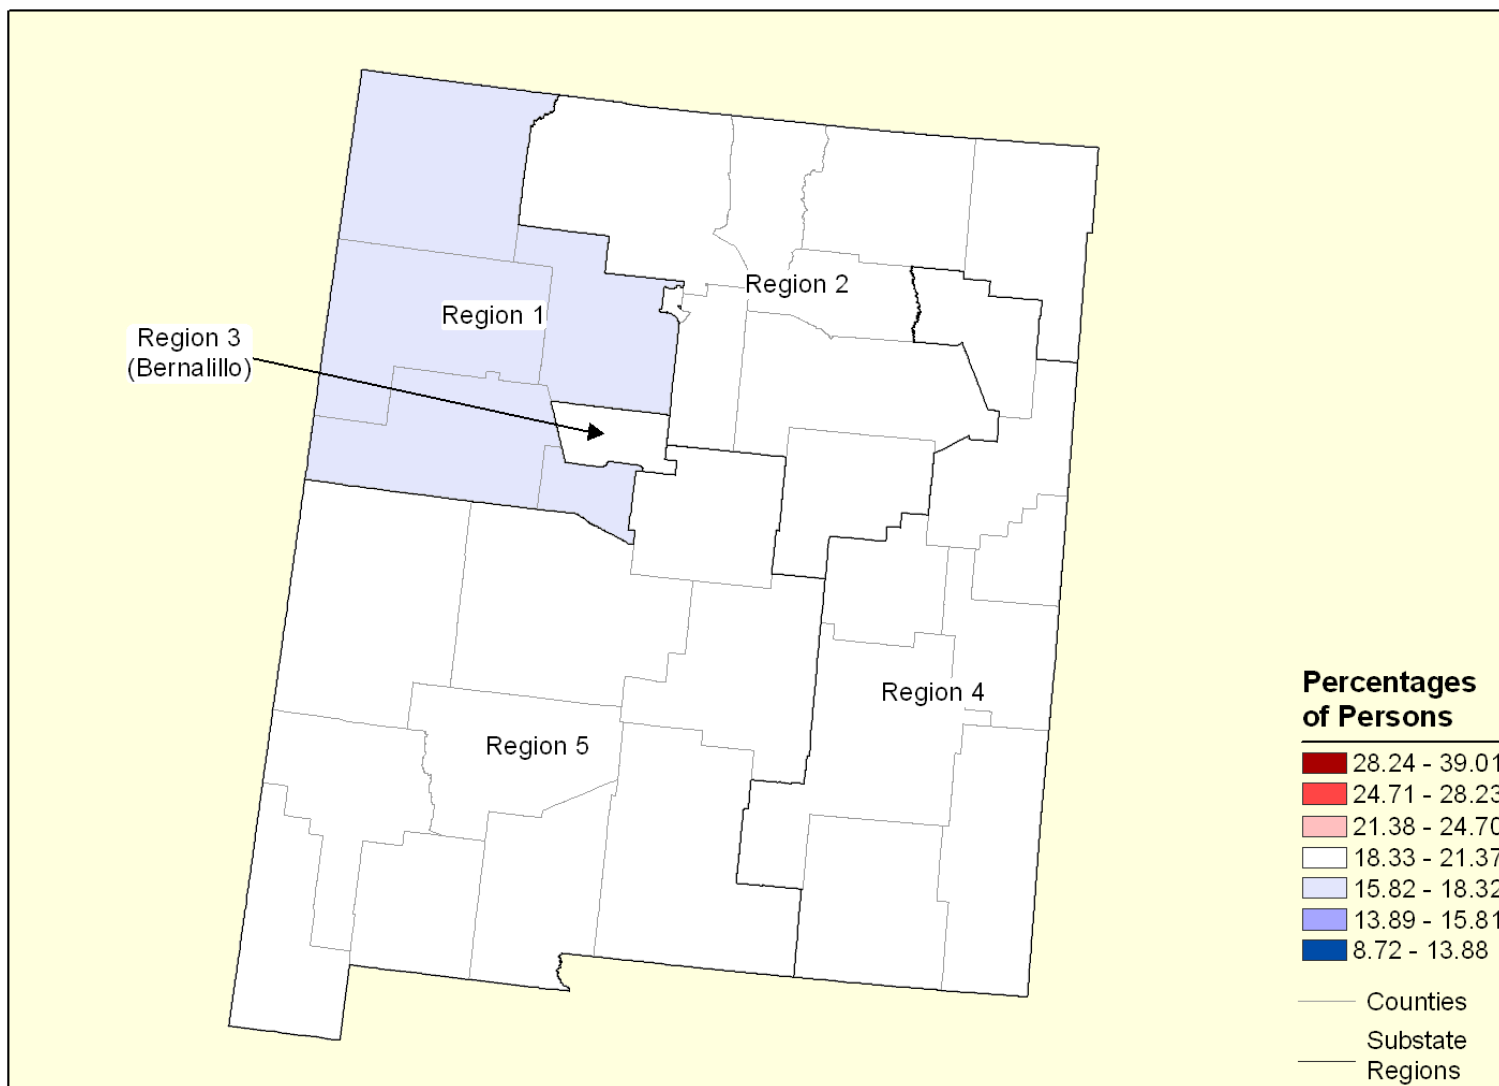 Region 2
Region 1
Region 3
(Bernalillo)
Region 4
Region 5
Percentages
of Persons
28.24 - 39.01
24.71 - 28.23
21.38 - 24.70
18.33 - 21.37
15.82 - 18.32
13.89 - 15.81
8.72 - 13.88
Counties
Substate
Regions